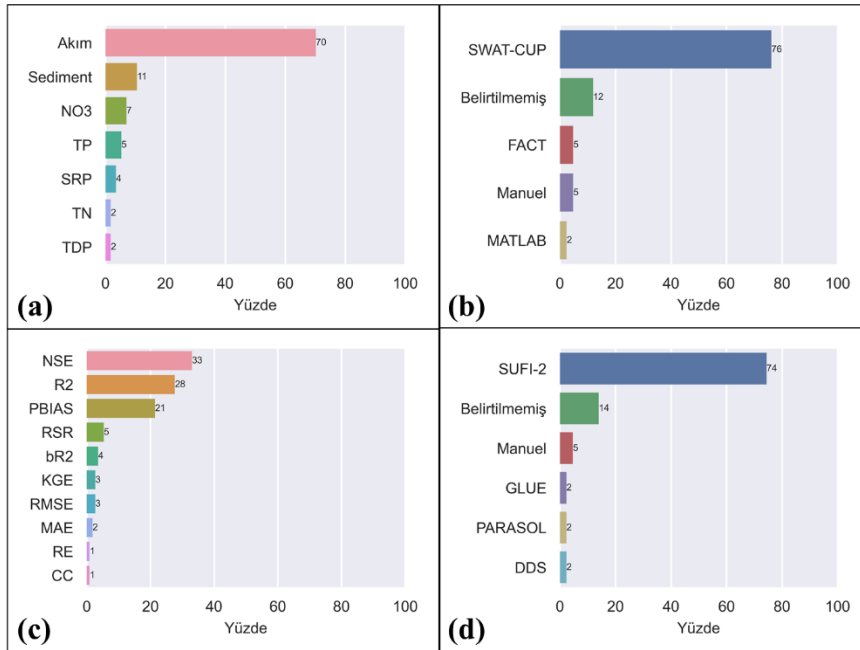 Akım 70
Sediment 11
NO3 7
TP 5
SRP 4
TN 2
TDP 2
0 20 40 60 80 100
Yüzde
(a)
SWAT-CUP 76
Belirtilmemiş 12
FACT 5
Manuel 5
MATLAB 2
0 20 40 60 80 100
Yüzde
(b)
NSE 33
R2 28
PBIAS 21
RSR 5
bR2 4
KGE 3
RMSE 3
MAE 2
RE 1
CC 1
0 20 40 60 80 100
Yüzde
(c)
SUFI-2 74
Belirtilmemiş 14
Manuel 5
GLUE 2
PARASOL 2
DDS 2
0 20 40 60 80 100
Yüzde
(d)